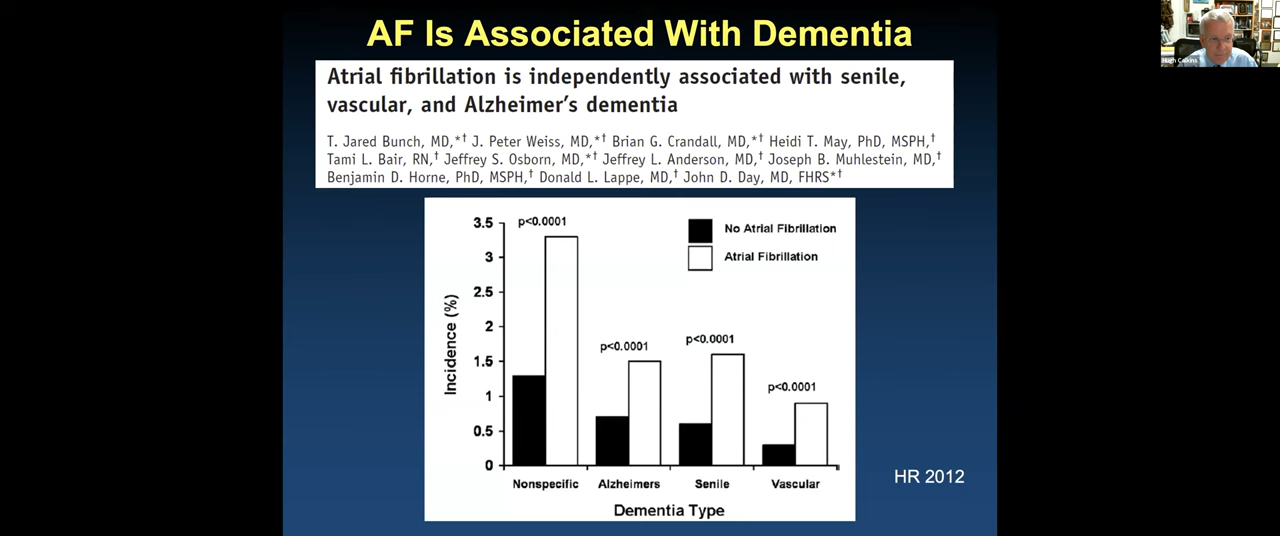 AF Is Associated With Dementia
Hugh Calkins
Atrial fibrillation is independently associated with senile,
vascular, and Alzheimer's dementia
T. Jared Bunch, MD,*† J. Peter Weiss, MD,*† Brian G. Crandall, MD,*† Heidi T. May, PhD, MSPH,†
Tami L. Bair, RN,† Jeffrey S. Osborn, MD,*† Jeffrey L. Anderson, MD,† Joseph B. Muhlestein, MD,†
Benjamin D. Horne, PhD, MSPH,† Donald L. Lappe, MD,† John D. Day, MD, FHRS*†
No Atrial Fibrillation
Atrial Fibrillation
Incidence (%)
3.5
3
2.5
2
1.5
1
0.5
0
p<0.0001
p<0.0001
p<0.0001
p<0.0001
Nonspecific
Alzheimers
Senile
Vascular
Dementia Type
HR 2012